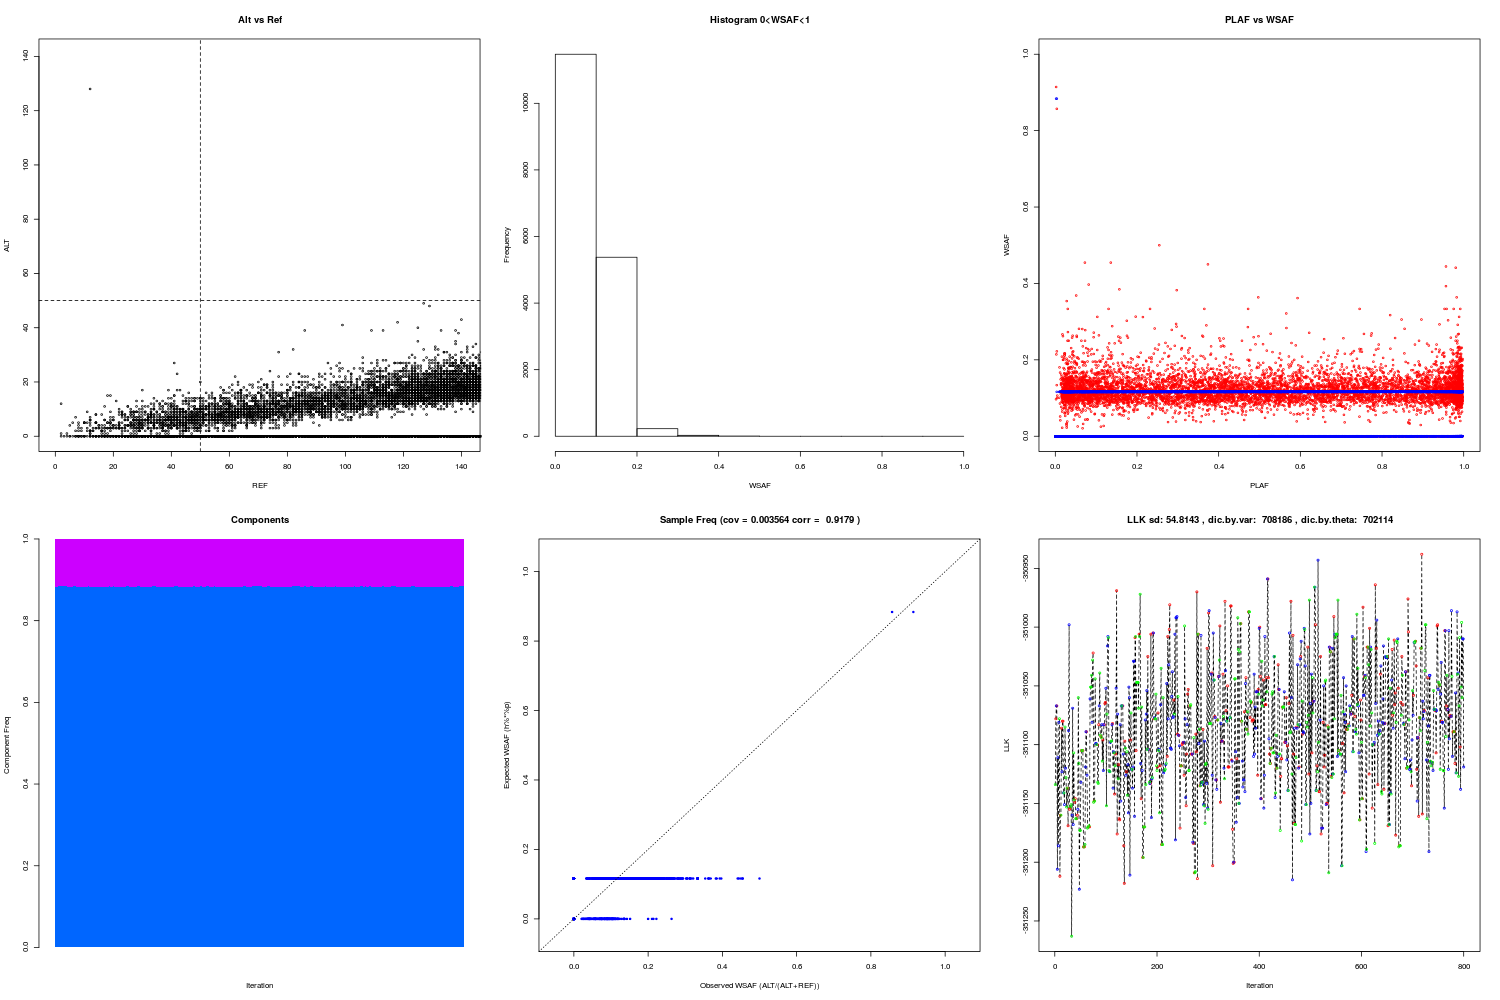 Alt vs Ref
ALT
0 20 40 60 80 100 120 140
0 20 40 60 80 100 120 140
REF
Histogram 0<WSAF<1
Frequency
0 2000 4000 6000 8000 10000
0.0 0.2 0.4 0.6 0.8 1.0
WSAF
PLAF vs WSAF
WSAF
0.0 0.2 0.4 0.6 0.8 1.0
0.0 0.2 0.4 0.6 0.8 1.0
PLAF
Components
Component Freq
0.0 0.2 0.4 0.6 0.8 1.0
Iteration
Sample Freq (cov = 0.003564 corr = 0.9179 )
Expected WSAF (h%*%p)
0.0 0.2 0.4 0.6 0.8 1.0
0.0 0.2 0.4 0.6 0.8 1.0
Observed WSAF (ALT/(ALT+REF))
LLK sd: 54.8143 , dic.by.var: 708186 , dic.by.theta: 702114
LLK
-351250 -351200 -351150 -351100 -351050 -351000 -350950
0 200 400 600 800
Iteration